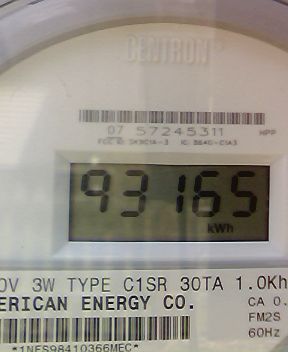 CENTRON®
07 57245311 HPP
FCC ID SK9C1A-3 IC: 864G-C1A3
93165
kWh
0V 3W TYPE C1SR 30TA 1.0Kh
ERICAN ENERGY CO. CA 0.
FM2S
60Hz
*1NES98410366MEC*